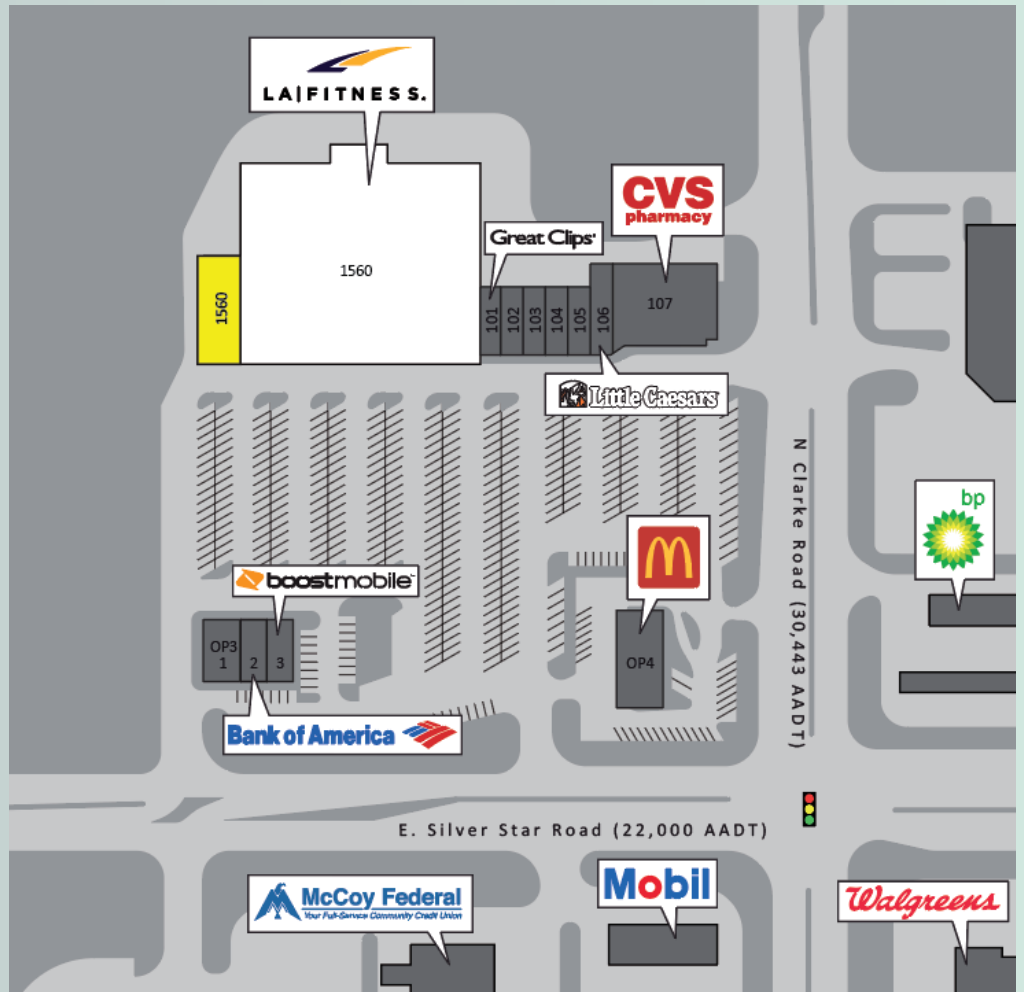 LA|FITNESS.
CVS
pharmacy
Great Clips
1560
1560
101
102
103
104
105
106
107
Little Caesars
N Clarke Road (30,443 AADT)
bp
boostmobile
OP3
1
2
3
OP4
Bank of America
E. Silver Star Road (22,000 AADT)
McCoy Federal
Your Full-Service Community Credit Union
Mobil
Walgreens